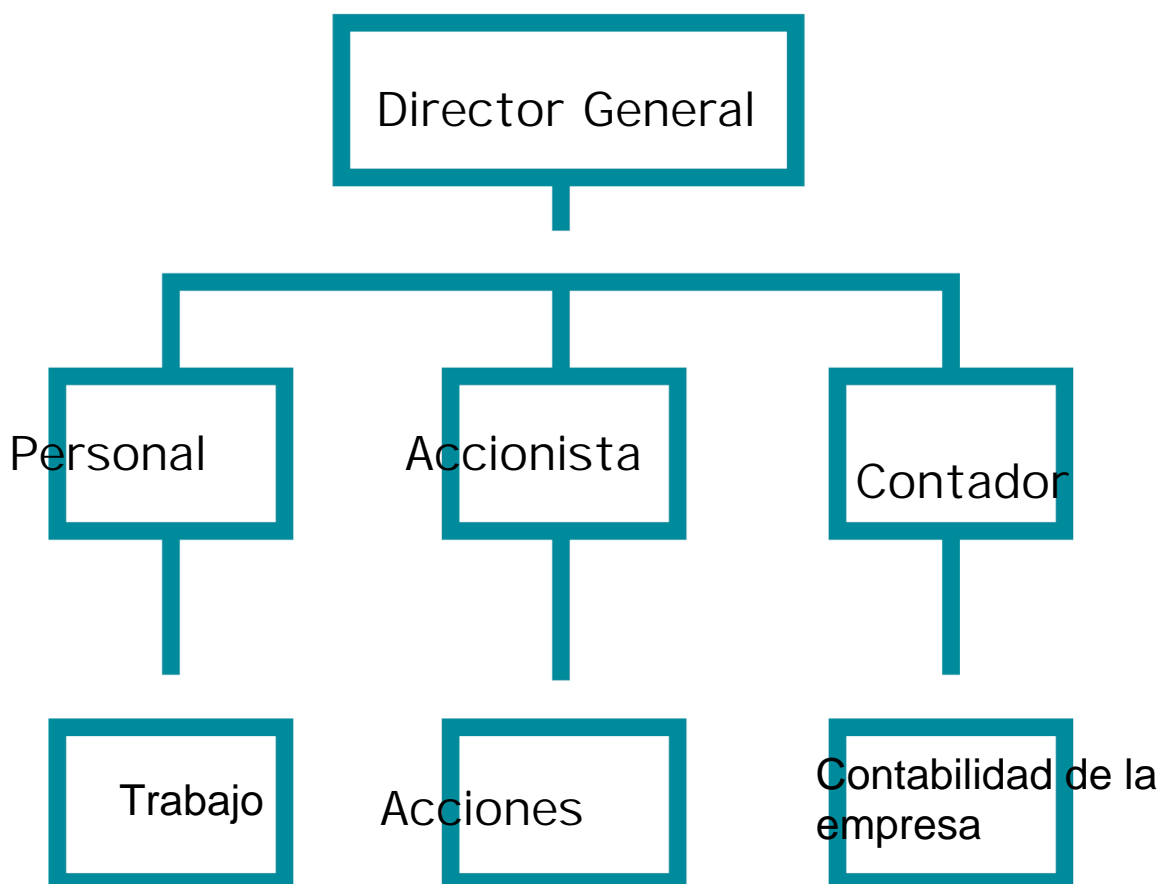 Director General
Personal
Accionista
Contador
Trabajo
Acciones
Contabilidad de la
empresa